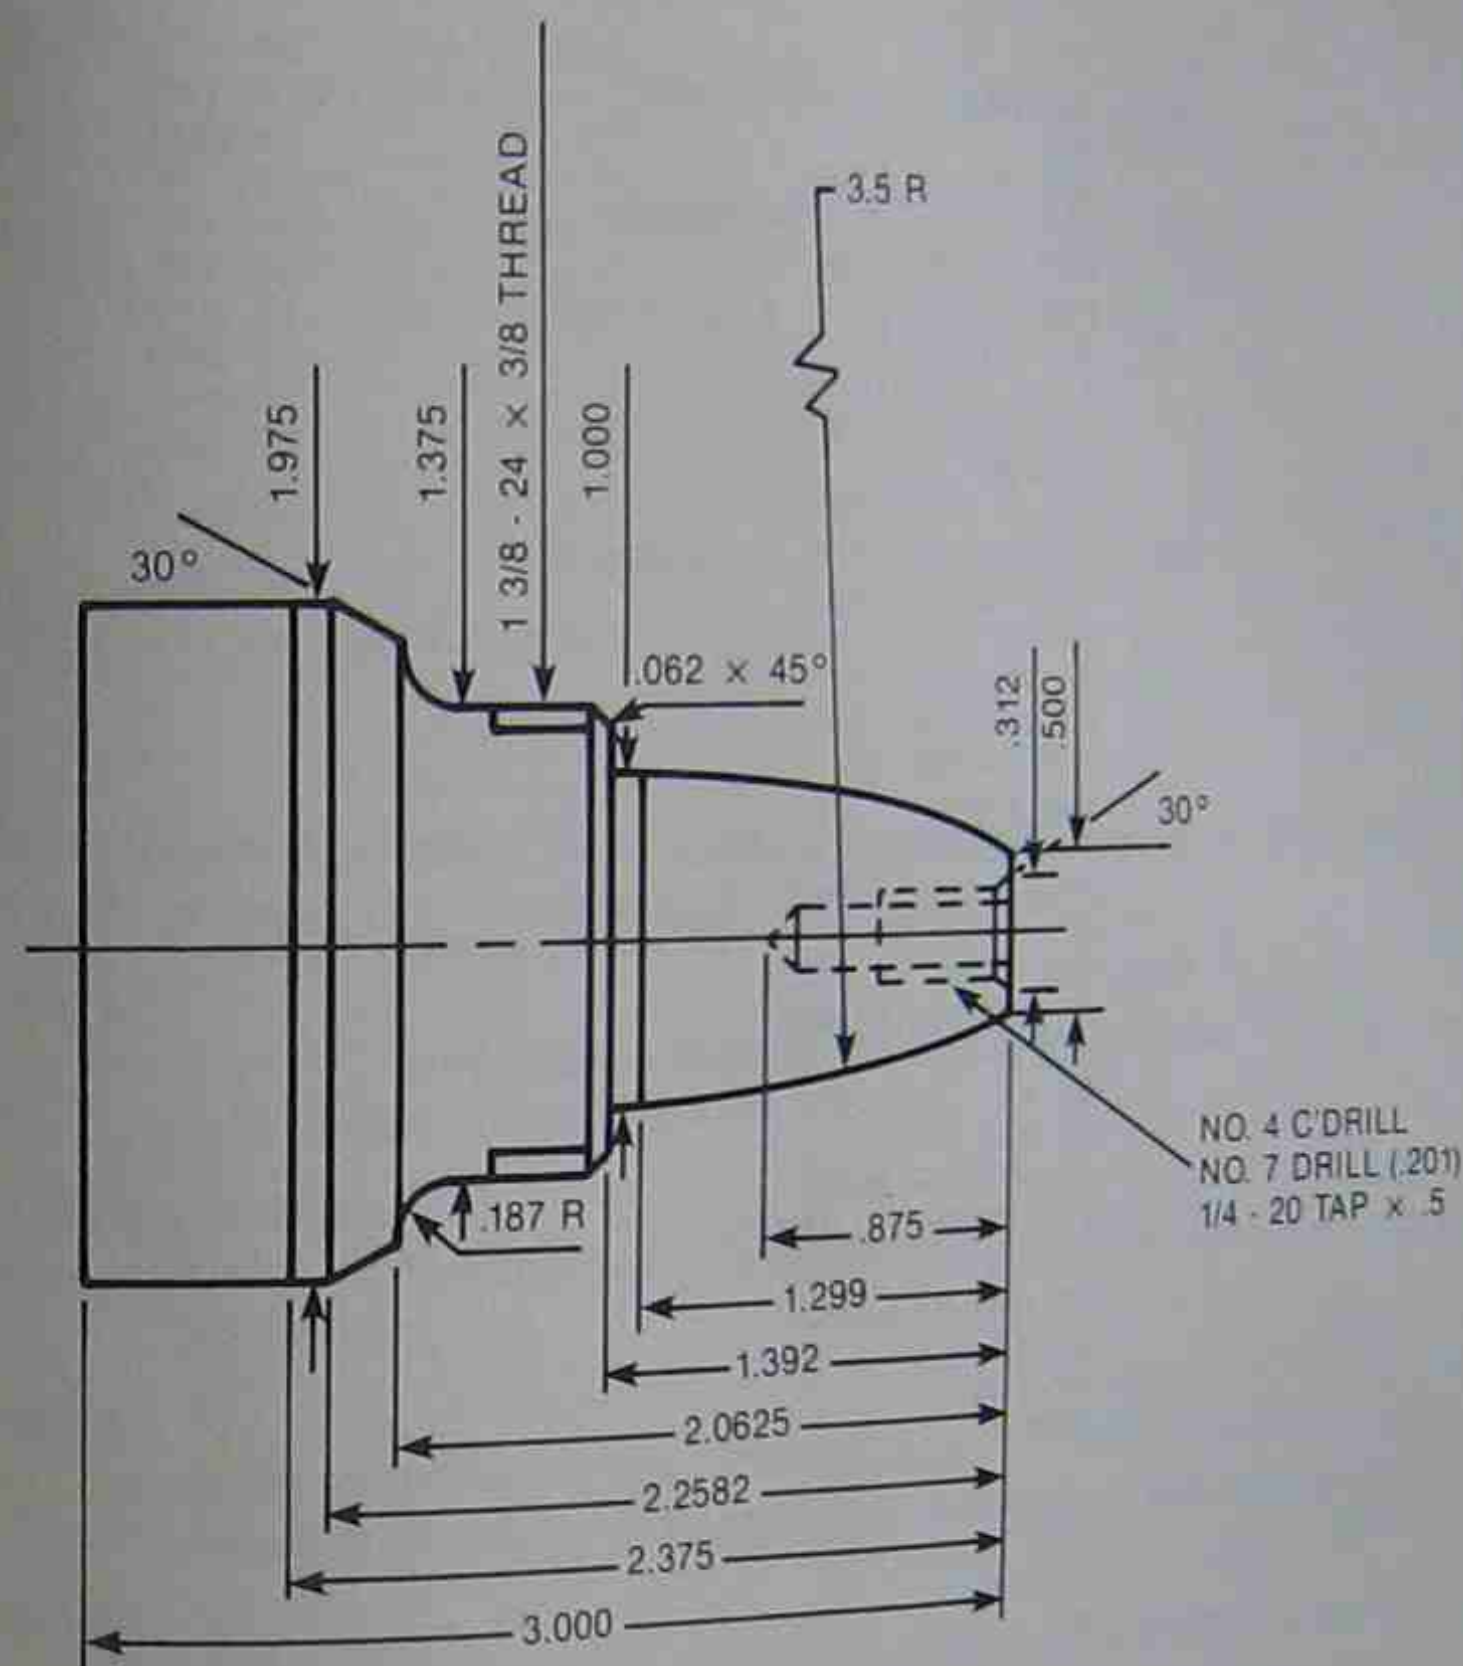 3.5 R
1 3/8 - 24 × 3/8 THREAD
1.975
1.375
1.000
30°
.062 × 45°
.312
.500
30°
NO. 4 C'DRILL
NO. 7 DRILL (.201)
1/4 - 20 TAP × .5
.187 R
.875
1.299
1.392
2.0625
2.2582
2.375
3.000